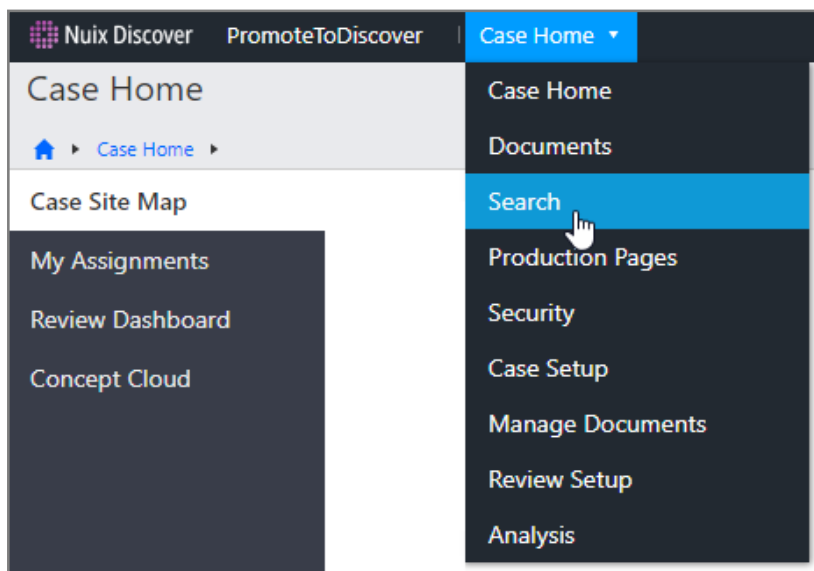 Nuix Discover PromoteToDiscover Case Home
Case Home
Case Home
Case Site Map
My Assignments
Review Dashboard
Concept Cloud
Case Home
Documents
Search
Production Pages
Security
Case Setup
Manage Documents
Review Setup
Analysis